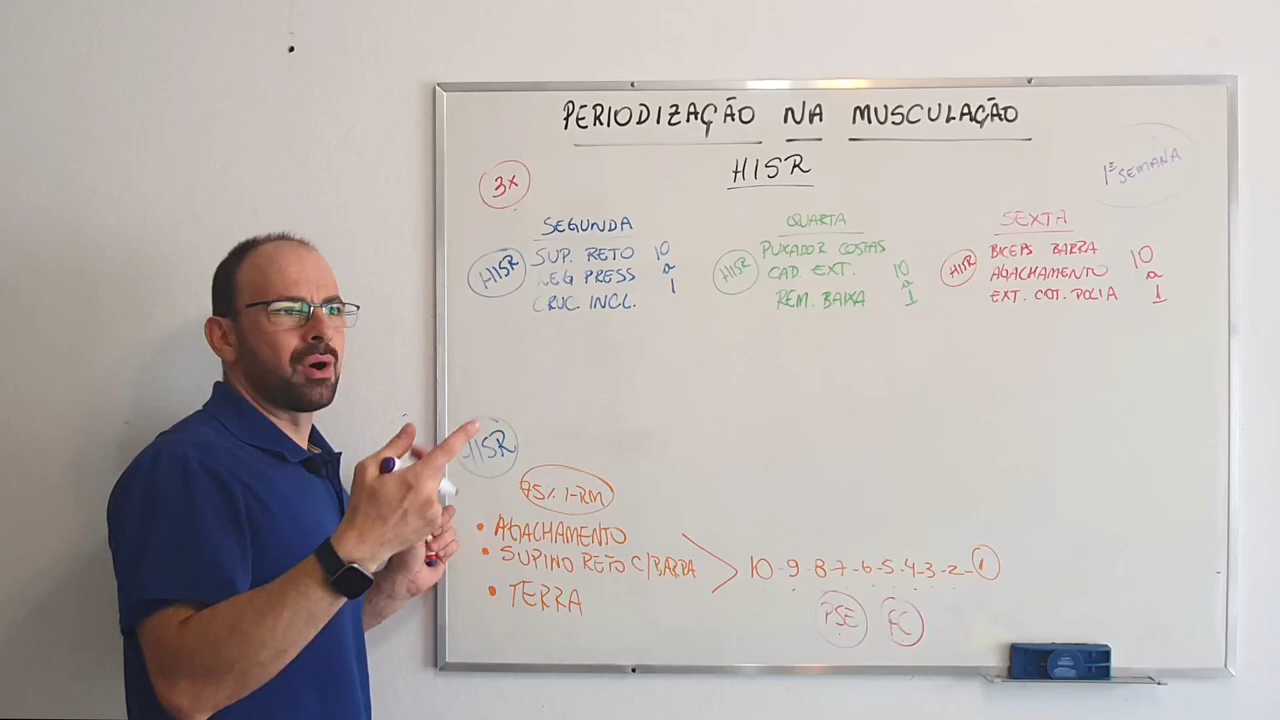 PERIODIZAÇÃO NA MUSCULAÇÃO
HISR
3X
1ª SEMANA
SEGUNDA
HISR
SUP. RETO 10
LEG PRESS a
CRUC. INCL. 1
QUARTA
HISR
PUXADOR COSTAS
CAD. EXT. 10
a
REM. BAIXA 1
SEXTA
HISR
BICEPS BARRA 10
AGACHAMENTO a
EXT. COT. POLIA 1
HISR
75% 1-RM
• AGACHAMENTO
• SUPINO RETO C/BARRA
• TERRA
10-9-8-7-6-5-4-3-2-1
PSE FC